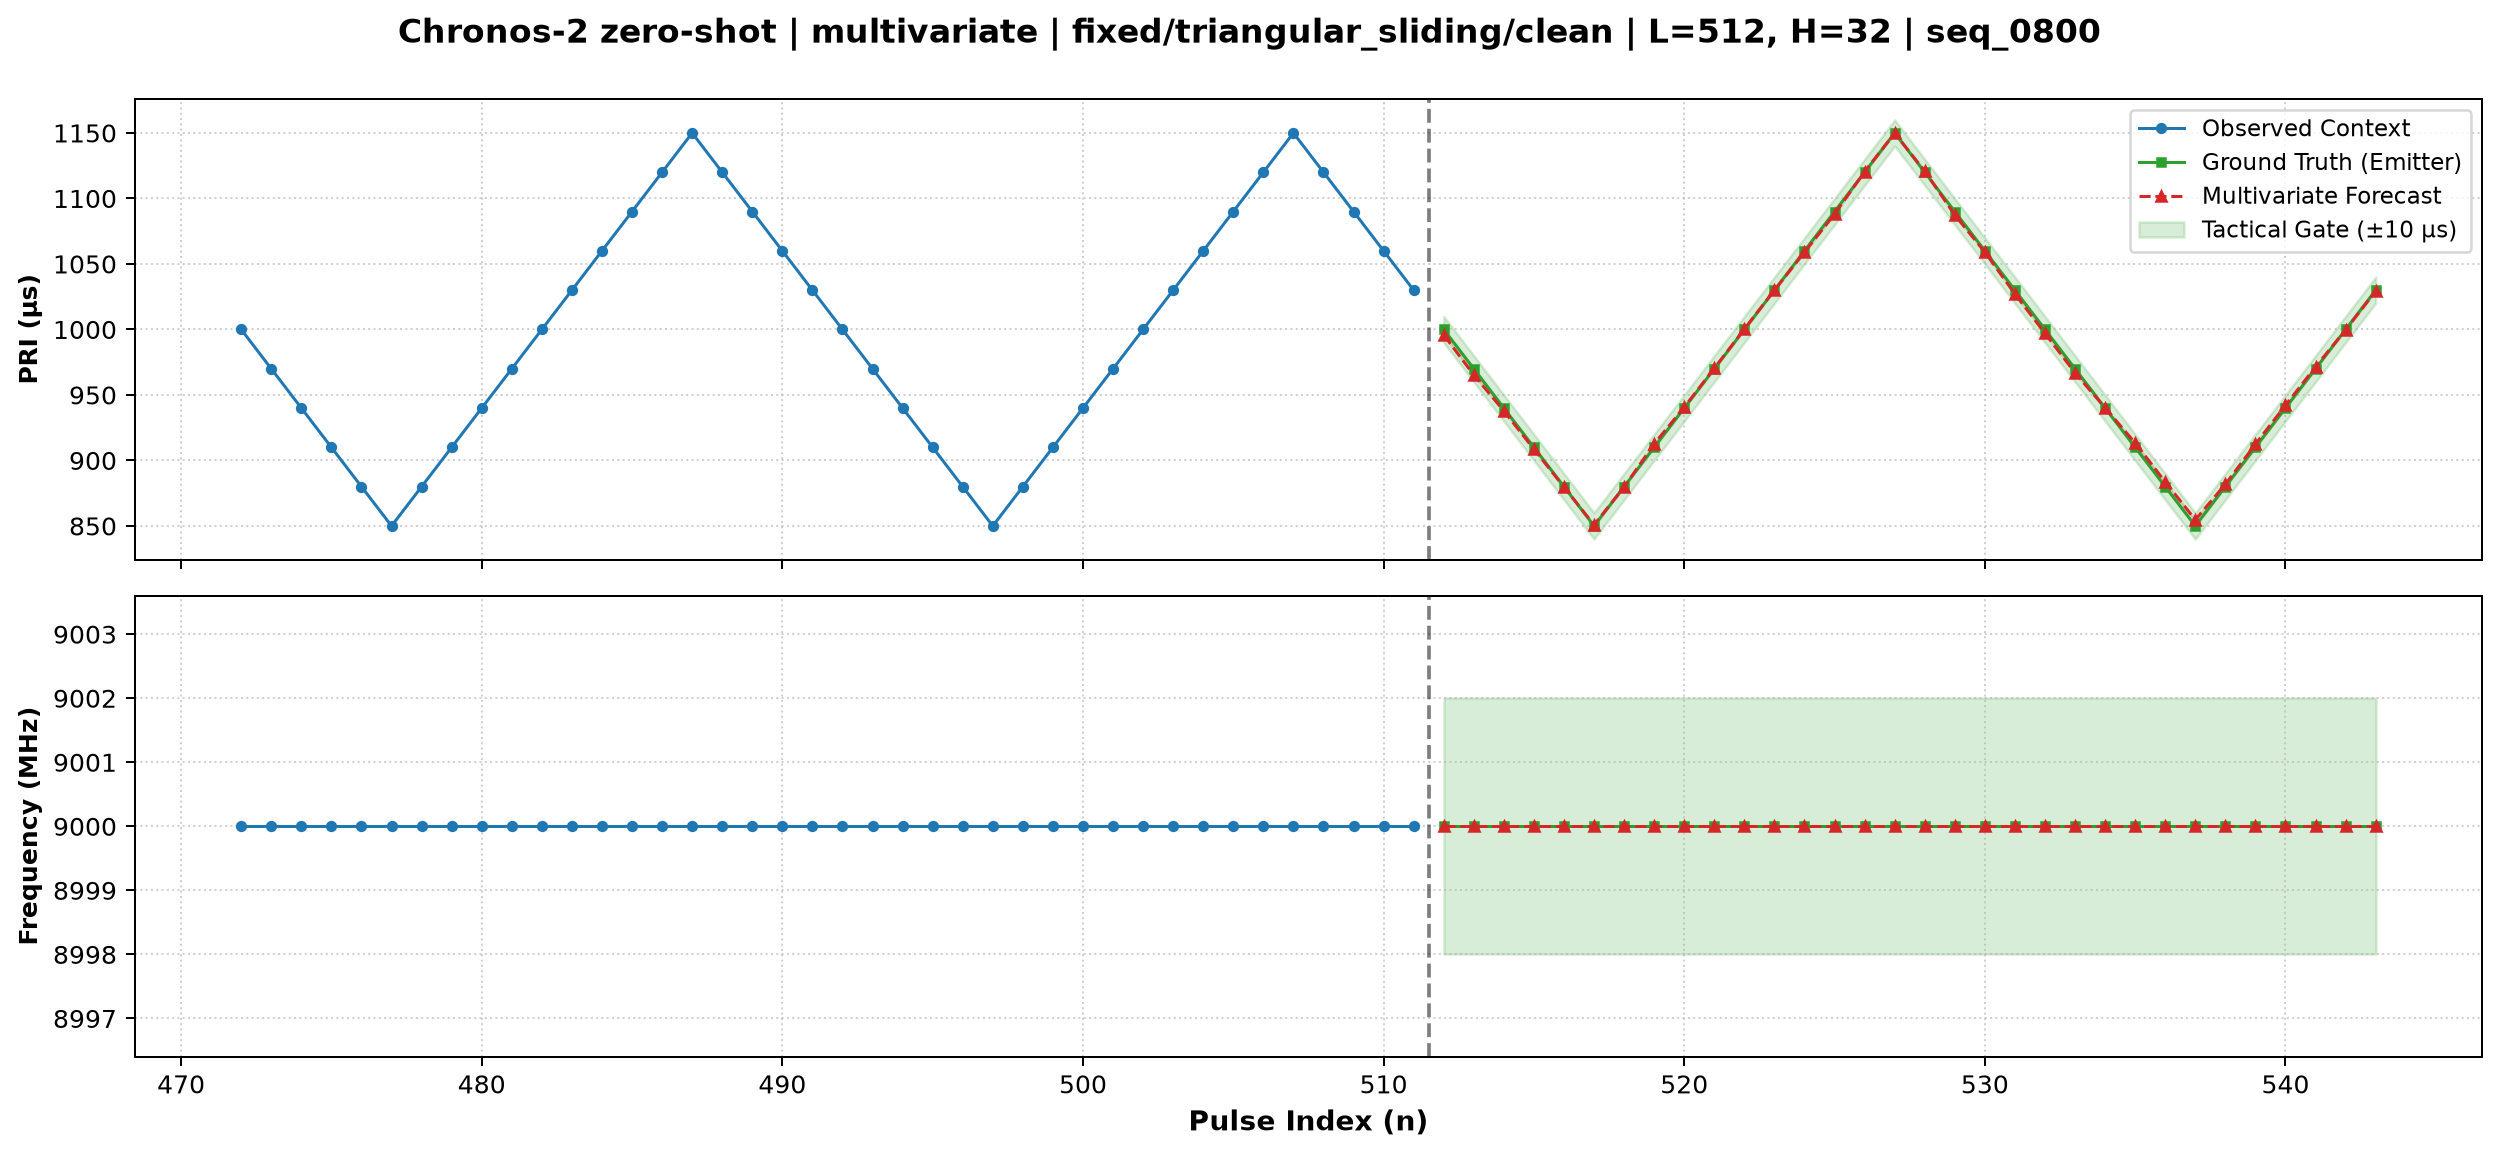 Chronos-2 zero-shot | multivariate | fixed/triangular_sliding/clean | L=512, H=32 | seq_0800
PRI (µs)
1150
1100
1050
1000
950
900
850
Observed Context
Ground Truth (Emitter)
Multivariate Forecast
Tactical Gate (±10 µs)
Frequency (MHz)
9003
9002
9001
9000
8999
8998
8997
470 480 490 500 510 520 530 540
Pulse Index (n)